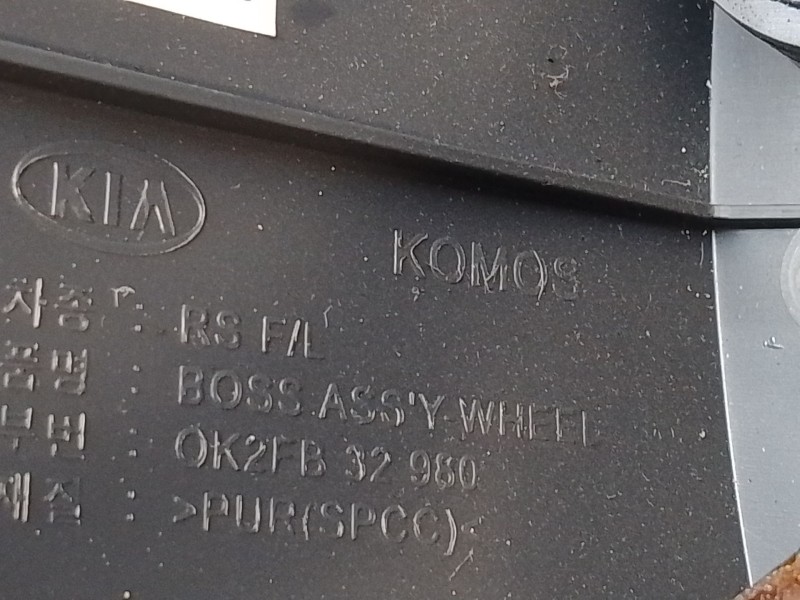 KIA
KOMOS
차종 : RS F/L
품명 : BOSS ASS'Y-WHEEL
부번 : 0K2FB 32 980
재질 : >PUR(SPCC)<